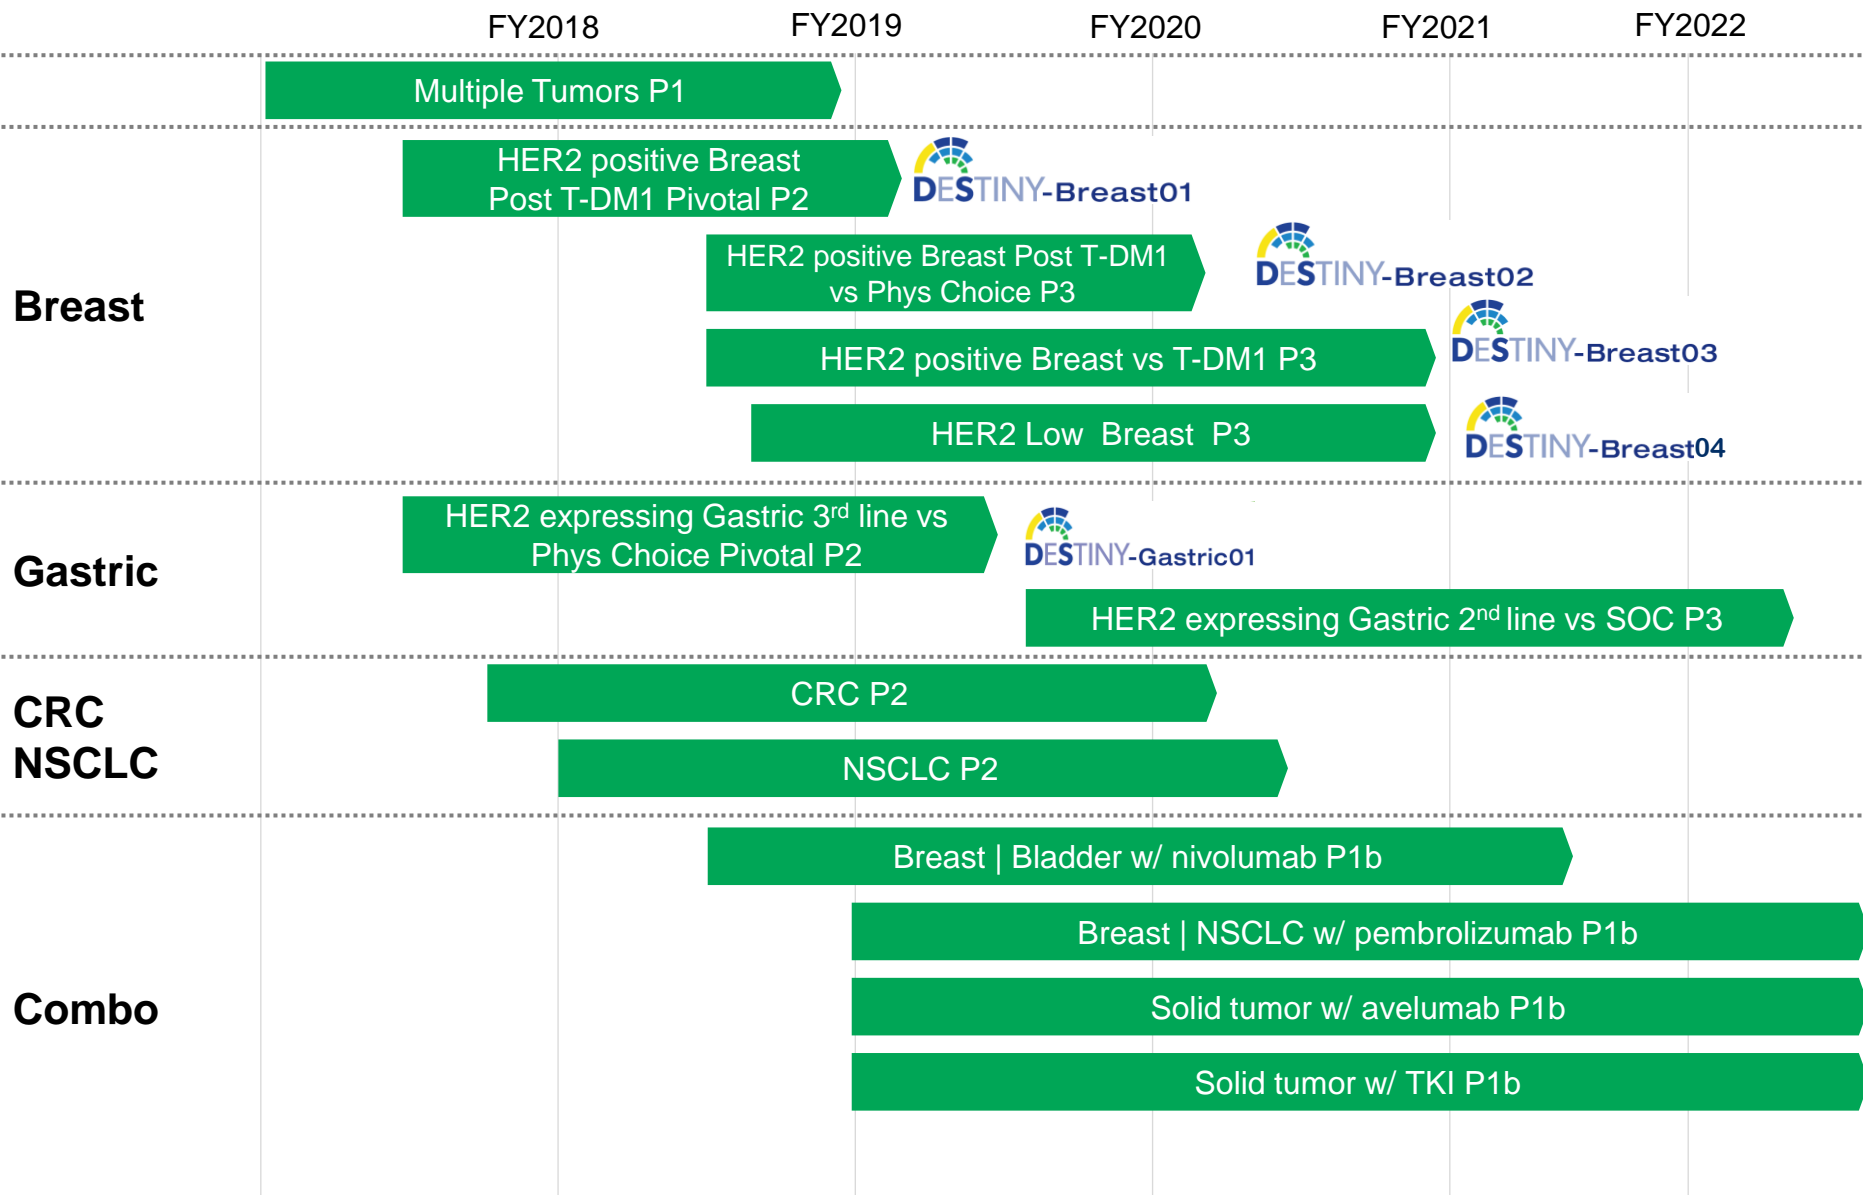 FY2018 FY2019 FY2020 FY2021 FY2022
Multiple Tumors P1
Breast
HER2 positive Breast
Post T-DM1 Pivotal P2
DESTINY-Breast01
HER2 positive Breast Post T-DM1
vs Phys Choice P3
DESTINY-Breast02
HER2 positive Breast vs T-DM1 P3
DESTINY-Breast03
HER2 Low Breast P3
DESTINY-Breast04
Gastric
HER2 expressing Gastric 3rd line vs
Phys Choice Pivotal P2
DESTINY-Gastric01
HER2 expressing Gastric 2nd line vs SOC P3
CRC
NSCLC
CRC P2
NSCLC P2
Combo
Breast | Bladder w/ nivolumab P1b
Breast | NSCLC w/ pembrolizumab P1b
Solid tumor w/ avelumab P1b
Solid tumor w/ TKI P1b